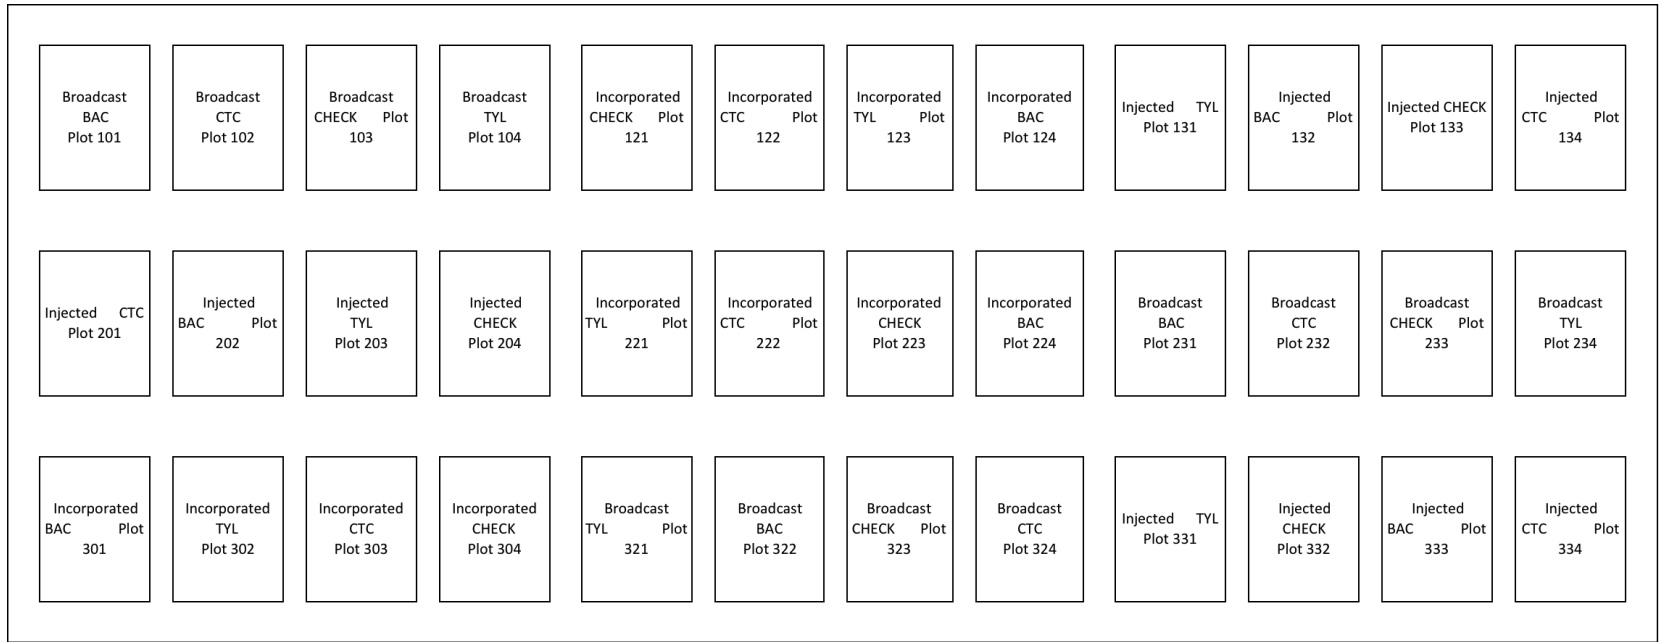 Broadcast
BAC
Plot 101
Broadcast
CTC
Plot 102
Broadcast
CHECK Plot
103
Broadcast
TYL
Plot 104
Incorporated
CHECK Plot
121
Incorporated
CTC Plot
122
Incorporated
TYL Plot
123
Incorporated
BAC
Plot 124
Injected TYL
Plot 131
Injected
BAC Plot
132
Injected CHECK
Plot 133
Injected
CTC Plot
134
Injected CTC
Plot 201
Injected
BAC Plot
202
Injected
TYL
Plot 203
Injected
CHECK
Plot 204
Incorporated
TYL Plot
221
Incorporated
CTC Plot
222
Incorporated
CHECK
Plot 223
Incorporated
BAC
Plot 224
Broadcast
BAC
Plot 231
Broadcast
CTC
Plot 232
Broadcast
CHECK Plot
233
Broadcast
TYL
Plot 234
Incorporated
BAC Plot
301
Incorporated
TYL
Plot 302
Incorporated
CTC
Plot 303
Incorporated
CHECK
Plot 304
Broadcast
TYL Plot
321
Broadcast
BAC
Plot 322
Broadcast
CHECK Plot
323
Broadcast
CTC
Plot 324
Injected TYL
Plot 331
Injected
CHECK
Plot 332
Injected
BAC Plot
333
Injected
CTC Plot
334